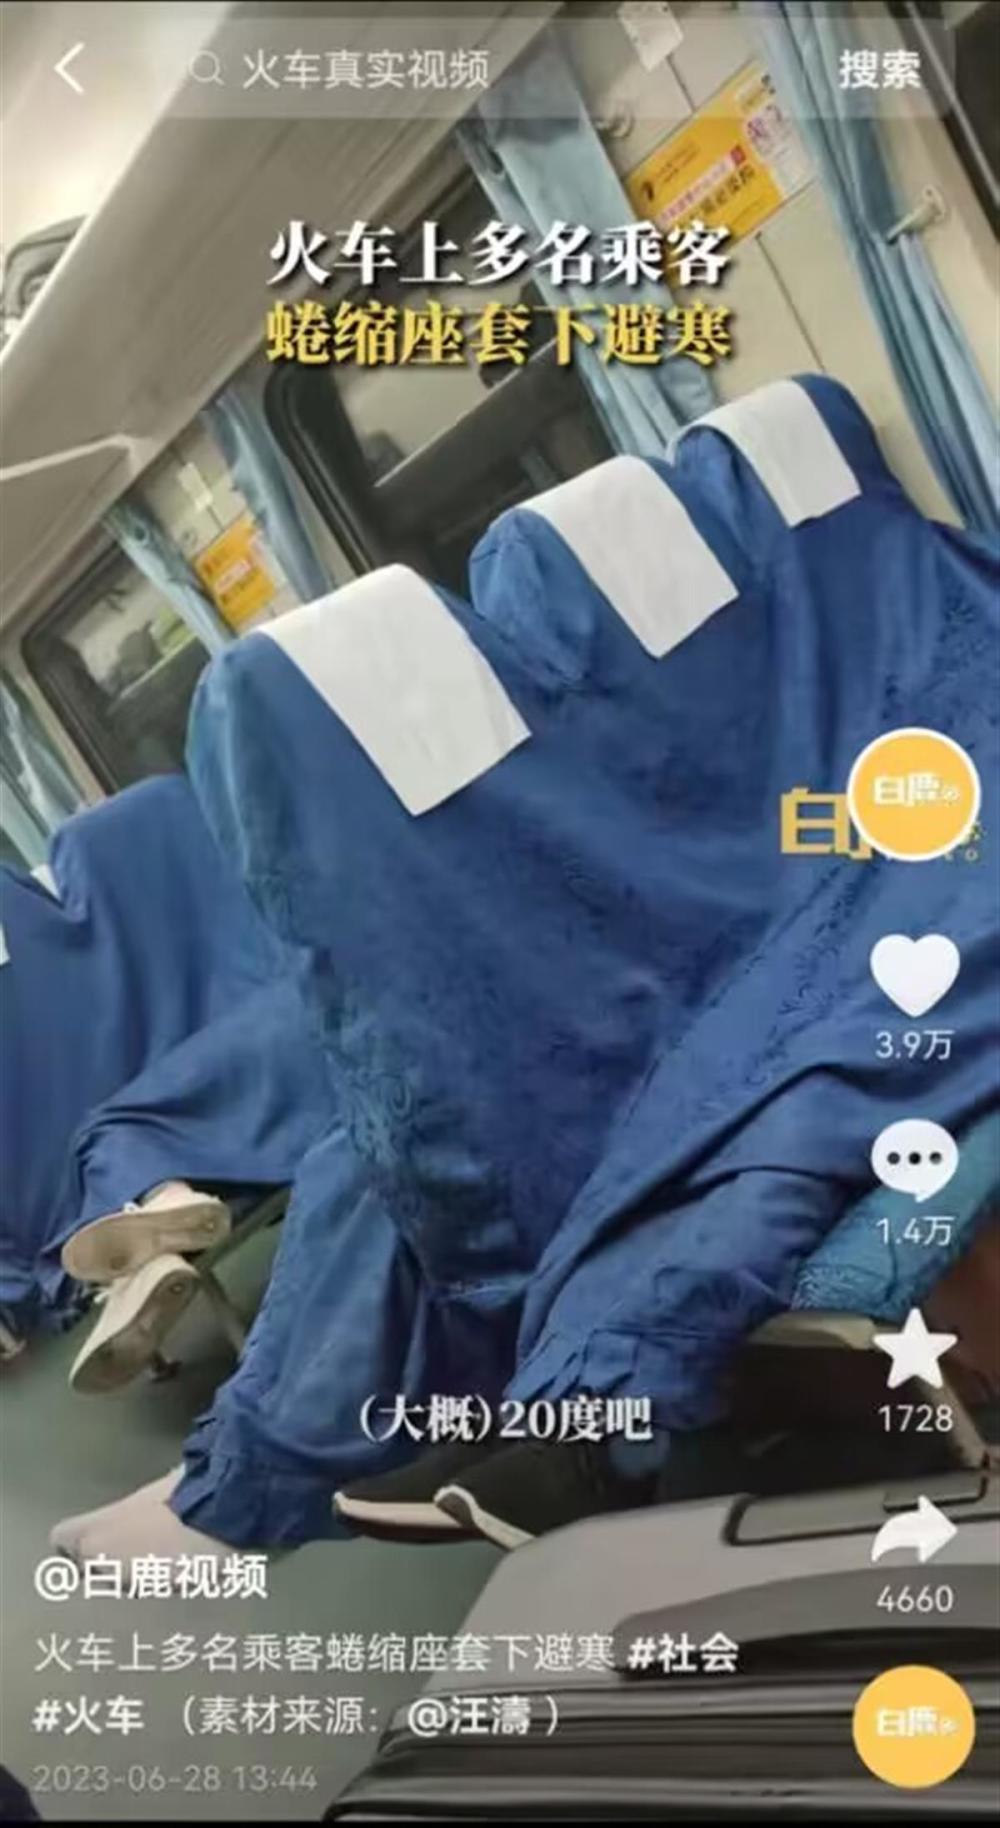 火车真实视频
搜索
火车上多名乘客
蜷缩座套下避寒
白鹿
3.9万
1.4万
(大概)20度吧
1728
4660
@白鹿视频
火车上多名乘客蜷缩座套下避寒 #社会
#火车 （素材来源：@汪濤 ）
白鹿
2023-06-28 13:44